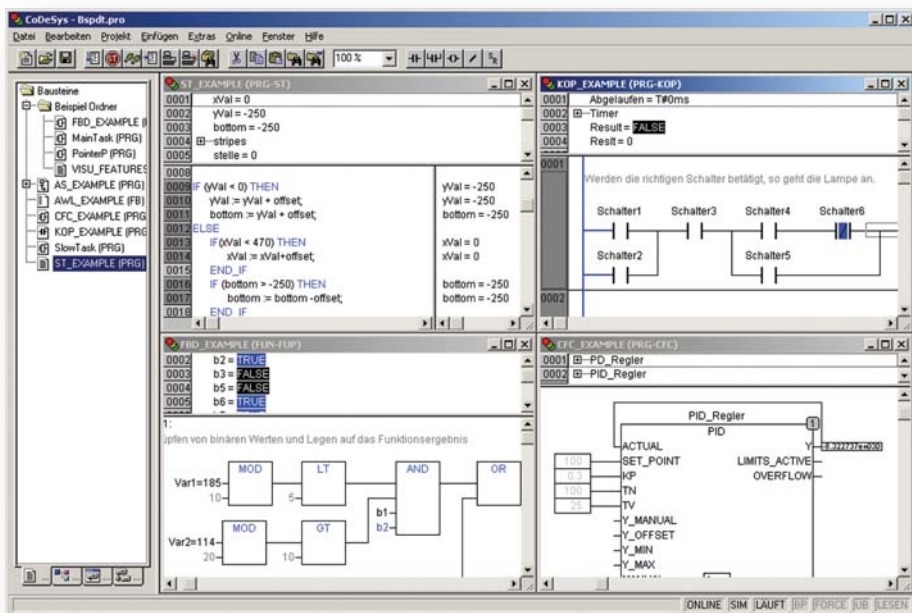 CoDeSys - Bspdt.pro
Datei Bearbeiten Projekt Einfügen Extras Online Fenster Hilfe
100 %
Bausteine
Beispiel Ordner
FBD_EXAMPLE
MainTask (PRG)
PointerP (PRG)
VISU_FEATURES
AS_EXAMPLE (PRG)
AWL_EXAMPLE (FB)
CFC_EXAMPLE (PRG
KOP_EXAMPLE (PRG
SlowTask (PRG)
ST_EXAMPLE (PRG)
ST_EXAMPLE (PRG-ST)
0001 xVal = 0
0002 yVal = -250
0003 bottom = -250
0004 stripes
0005 stelle = 0
0008
0009 IF (yVal < 0) THEN yVal = -250
0010 yVal := yVal + offset; yVal = -250
0011 bottom := yVal + offset; bottom = -250
0012 ELSE
0013 IF(xVal < 470) THEN xVal = 0
0014 xVal := xVal+offset; xVal = 0
0015 END_IF
0016 IF (bottom > -250) THEN bottom = -250
0017 bottom := bottom -offset; bottom = -250
0018 END_IF
KOP_EXAMPLE (PRG-KOP)
0001 Abgelaufen = T#0ms
0002 Timer
0003 Result = FALSE
0004 Reslt = 0
0001
Werden die richtigen Schalter betätigt, so geht die Lampe an.
Schalter1 Schalter3 Schalter4 Schalter6
Schalter2 Schalter5
0002
FBD_EXAMPLE (FUN-FUP)
0002 b2 = TRUE
0003 b3 = FALSE
0004 b5 = FALSE
0005 b6 = TRUE
1:
üpfen von binären Werten und Legen auf das Funktionsergebnis
MOD LT AND OR
Var1=185
10 5
b1
b2
MOD GT
Var2=114
20 10
CFC_EXAMPLE (PRG-CFC)
0001 PD_Regler
0002 PID_Regler
PID_Regler
PID 1
ACTUAL Y
100 SET_POINT LIMITS_ACTIVE
0.3 KP OVERFLOW
100 TN
25 TV
Y_MANUAL
Y_OFFSET
Y_MIN
Y_MAX
ONLINE SIM LÄUFT BP FORCE ÜB LESEN